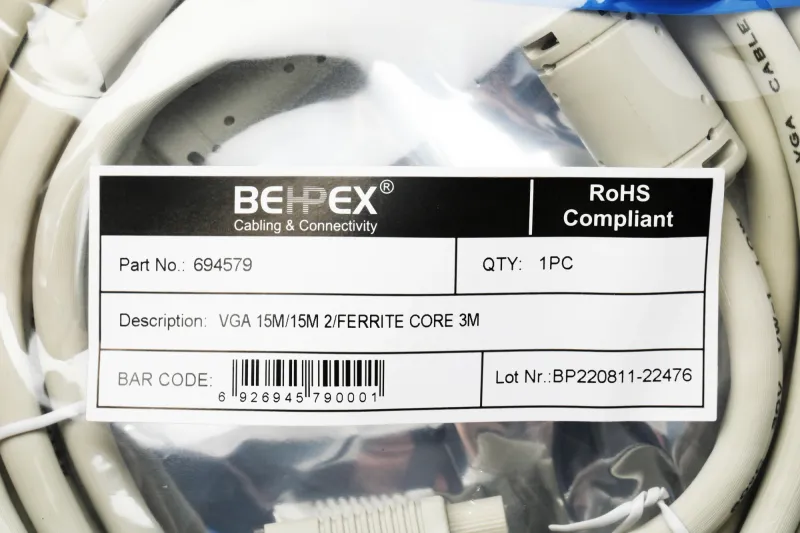 VGA CABLE
BEHPEX®
Cabling & Connectivity
RoHS
Compliant
Part No.: 694579
QTY: 1PC
Description: VGA 15M/15M 2/FERRITE CORE 3M
BAR CODE:
6 926945 790001
Lot Nr.:BP220811-22476